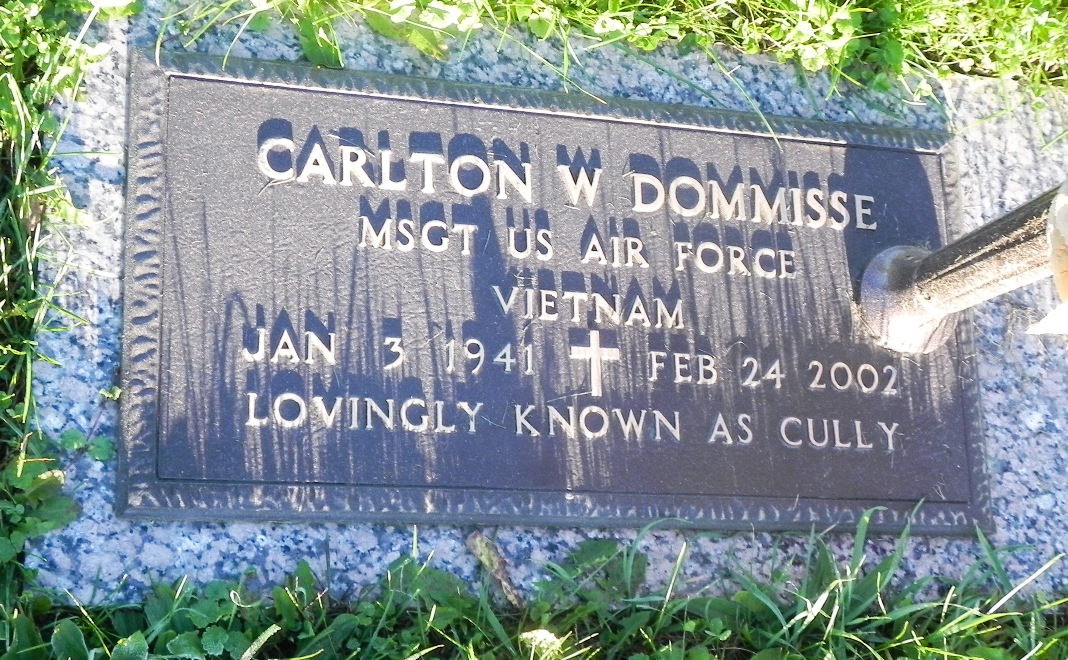 CARLTON W DOMMISSE
MSGT US AIR FORCE
VIETNAM
JAN 3 1941 FEB 24 2002
LOVINGLY KNOWN AS CULLY